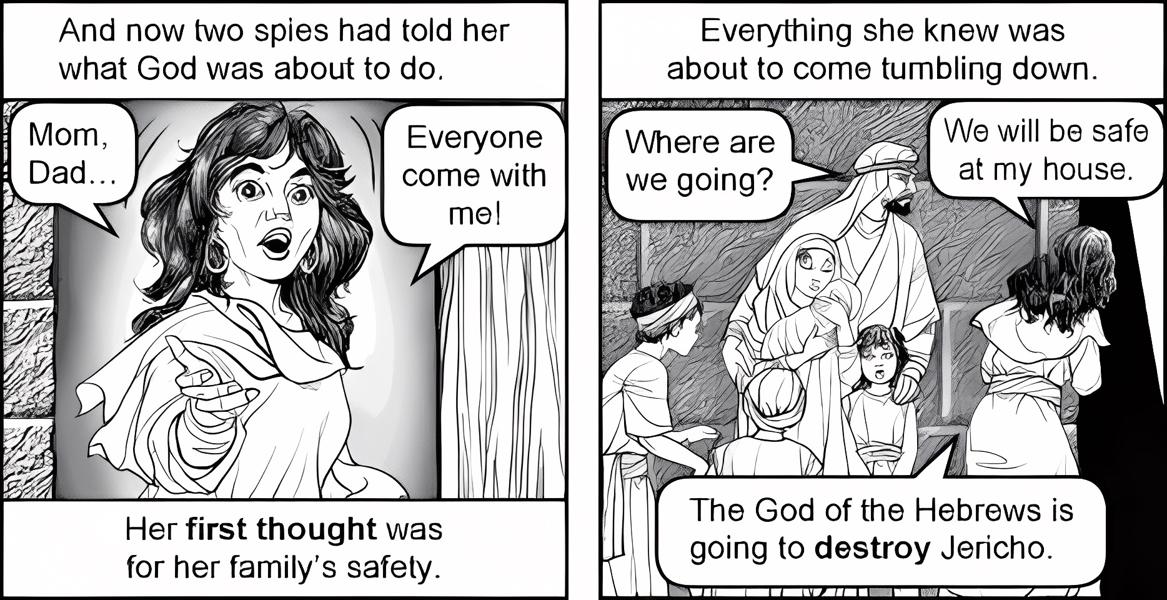 And now two spies had told her
what God was about to do.
Mom,
Dad...
Everyone
come with
me!
Her first thought was
for her family's safety.
Everything she knew was
about to come tumbling down.
Where are
we going?
We will be safe
at my house.
The God of the Hebrews is
going to destroy Jericho.